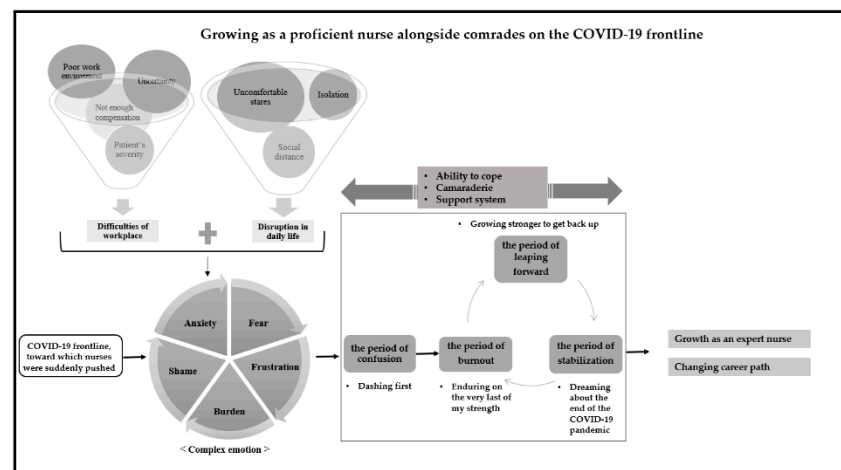 Growing as a proficient nurse alongside comrades on the COVID-19 frontline
Poor work
environment
Uncertainty
Not enough
compensation
Patient's
severity
Uncomfortable
stares
Isolation
Social
distance
Difficulties of
workplace
Disruption in
daily life
• Ability to cope
• Camaraderie
• Support system
COVID-19 frontline,
toward which nurses
were suddenly pushed
Anxiety
Fear
Frustration
Burden
Shame
< Complex emotion >
• Growing stronger to get back up
the period of
leaping
forward
the period of
confusion
• Dashing first
the period of
burnout
• Enduring on
the very last of
my strength
the period of
stabilization
• Dreaming
about the
end of the
COVID-19
pandemic
Growth as an expert nurse
Changing career path